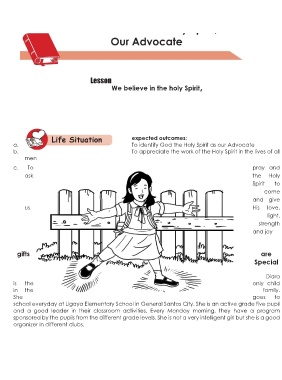 Our Advocate
Lesson
We believe in the holy Spirit,
Life Situation
expected outcomes:
a. To identify God the Holy Spirit as our Advocate
b. To appreciate the work of the Holy Spirit in the lives of all
men
c. To pray and
ask the Holy
Spirit to
come
and give
us His love,
light,
strength
and joy
gifts are
Special
Diara
is the only child
in the family.
She goes to
school everyday at Ligaya Elementary School in General Santos City. She is an active grade five pupil
and a good leader in their classroom activities. Every Monday morning, they have a program
sponsored by the pupils from the different grade levels. She is not a very intelligent girl but she is a good
organizer in different clubs.